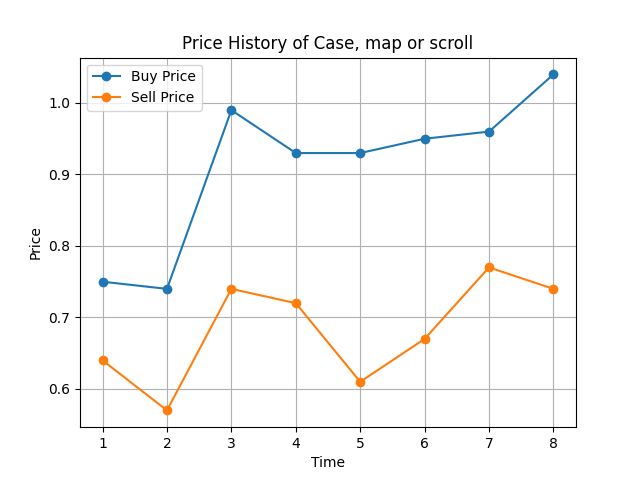 Price History of Case, map or scroll
Buy Price
Sell Price
1.0
0.9
0.8
0.7
0.6
Price
1 2 3 4 5 6 7 8
Time